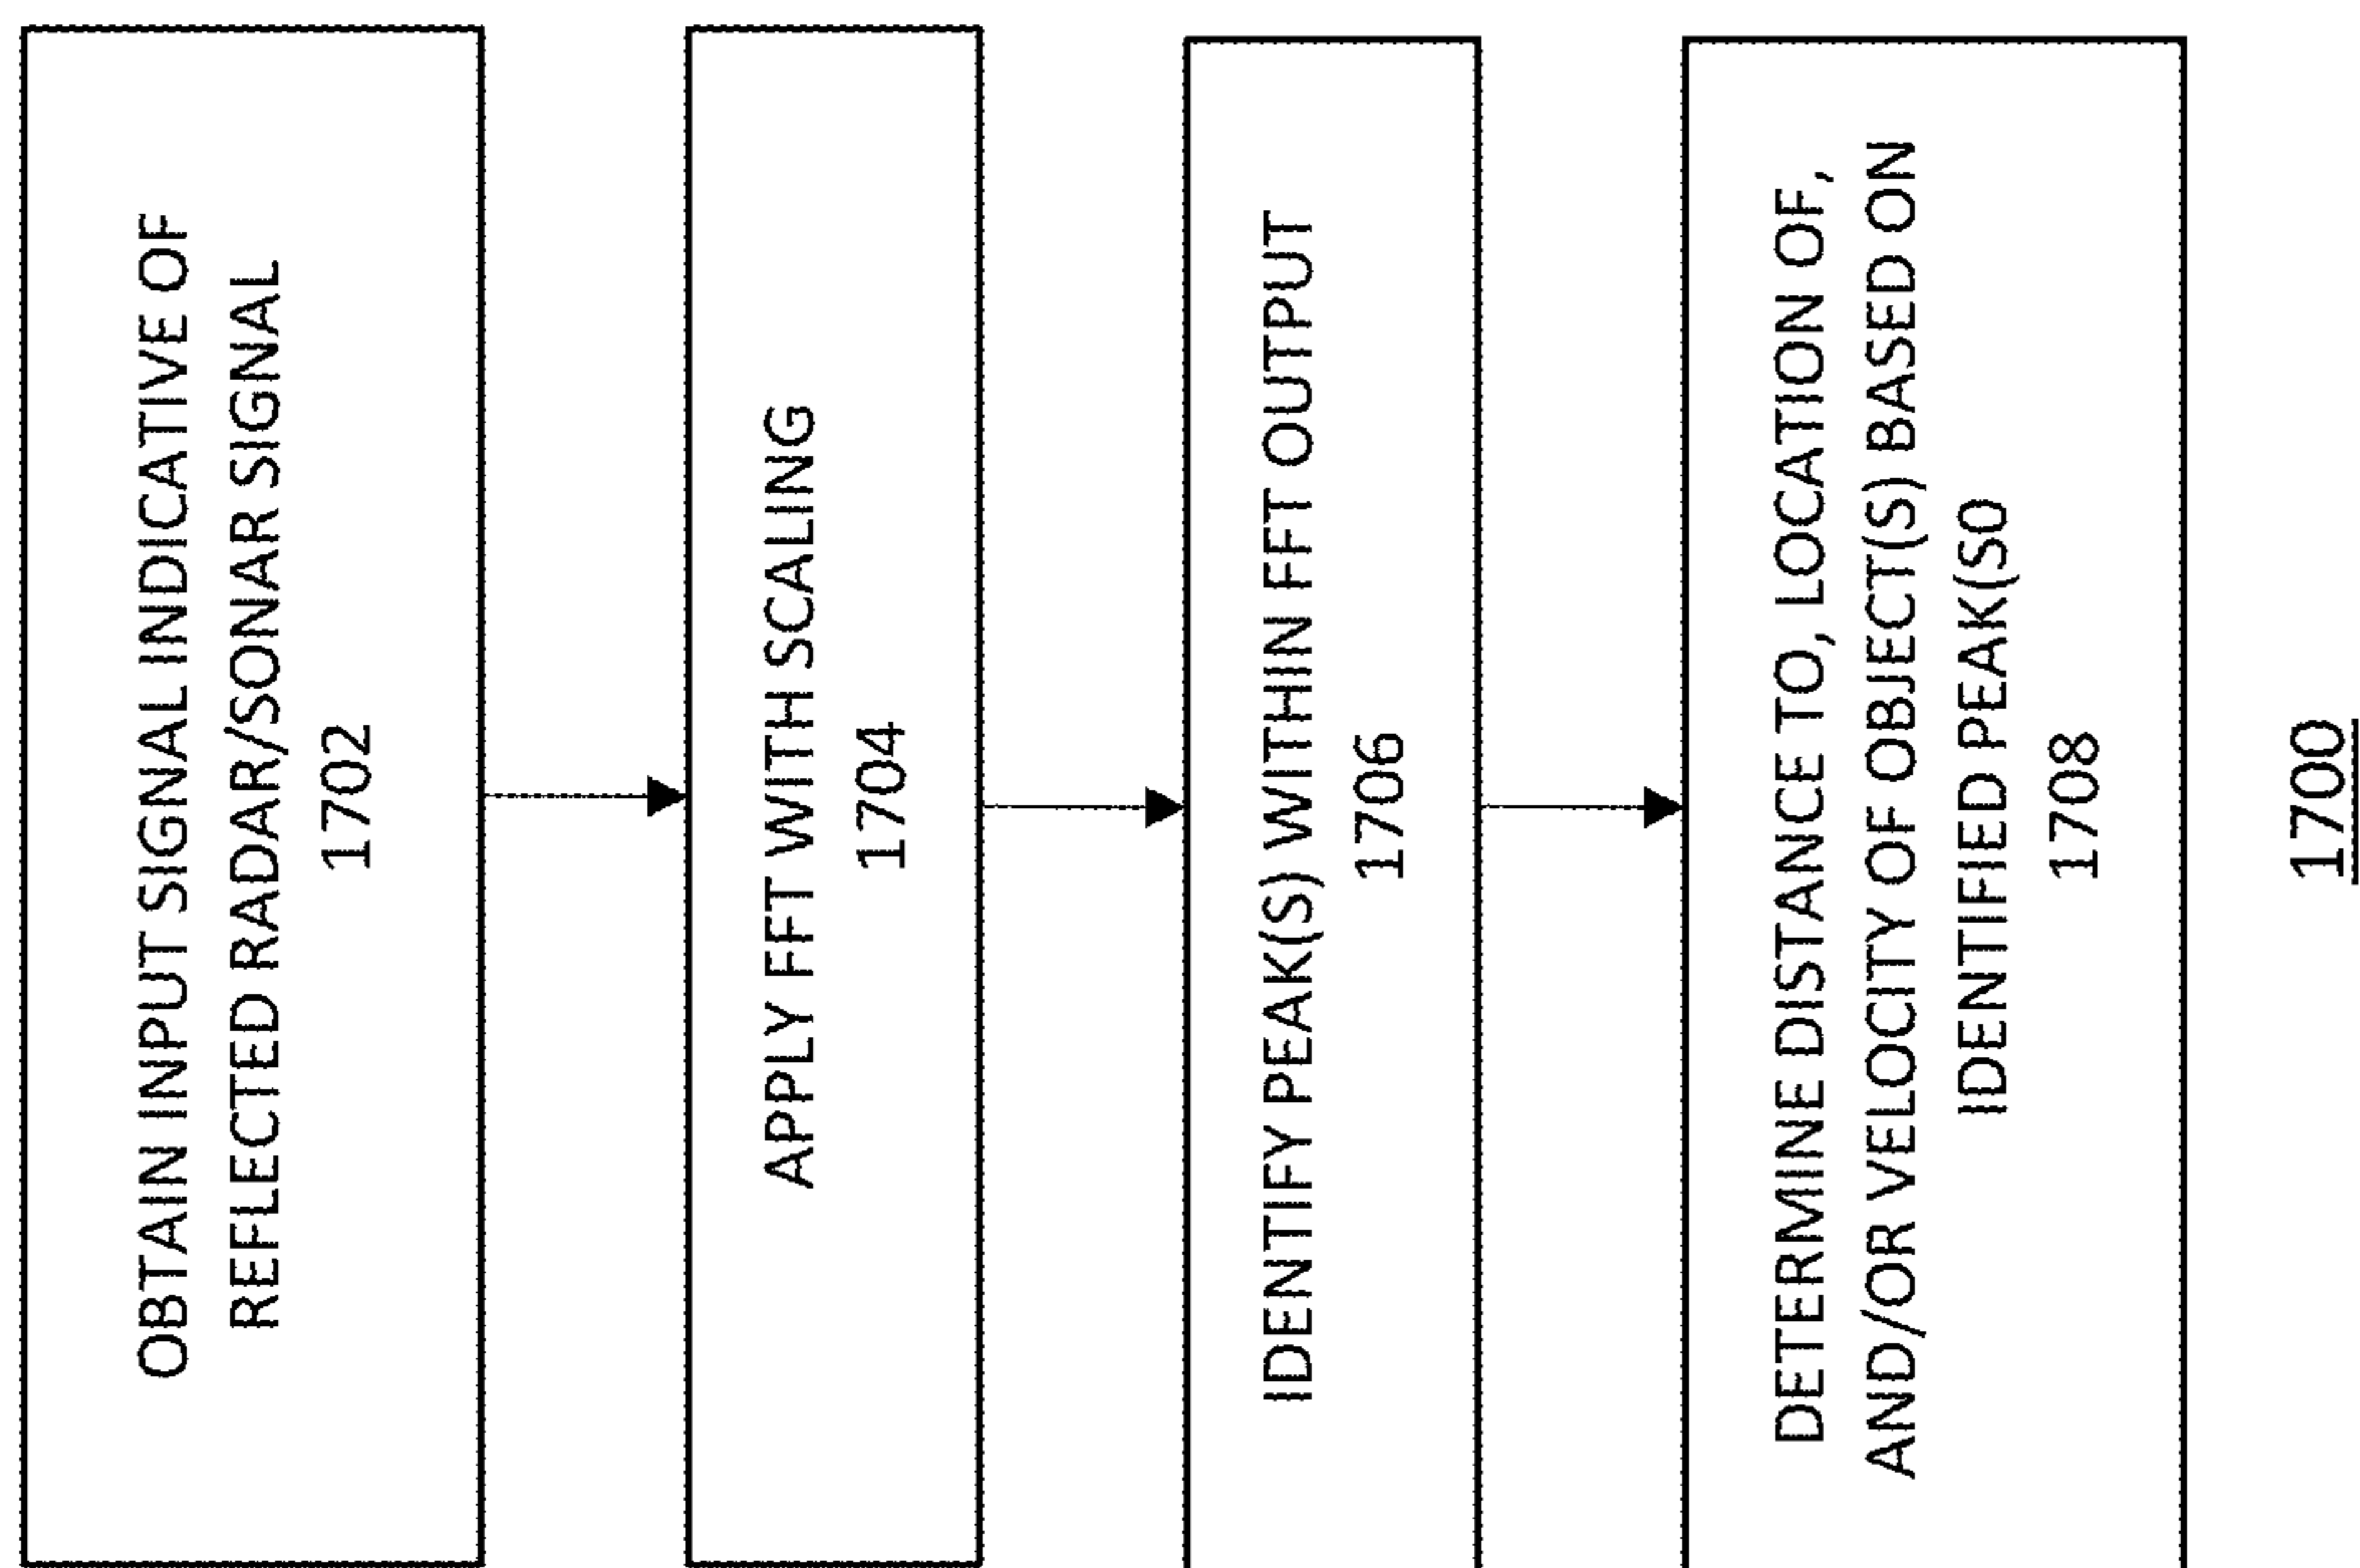 OBTAIN INPUT SIGNAL INDICATIVE OF
REFLECTED RADAR/SONAR SIGNAL
1702
APPLY FFT WITH SCALING
1704
IDENTIFY PEAK(S) WITHIN FFT OUTPUT
1706
DETERMINE DISTANCE TO, LOCATION OF,
AND/OR VELOCITY OF OBJECT(S) BASED ON
IDENTIFIED PEAK(S0
1708
1700